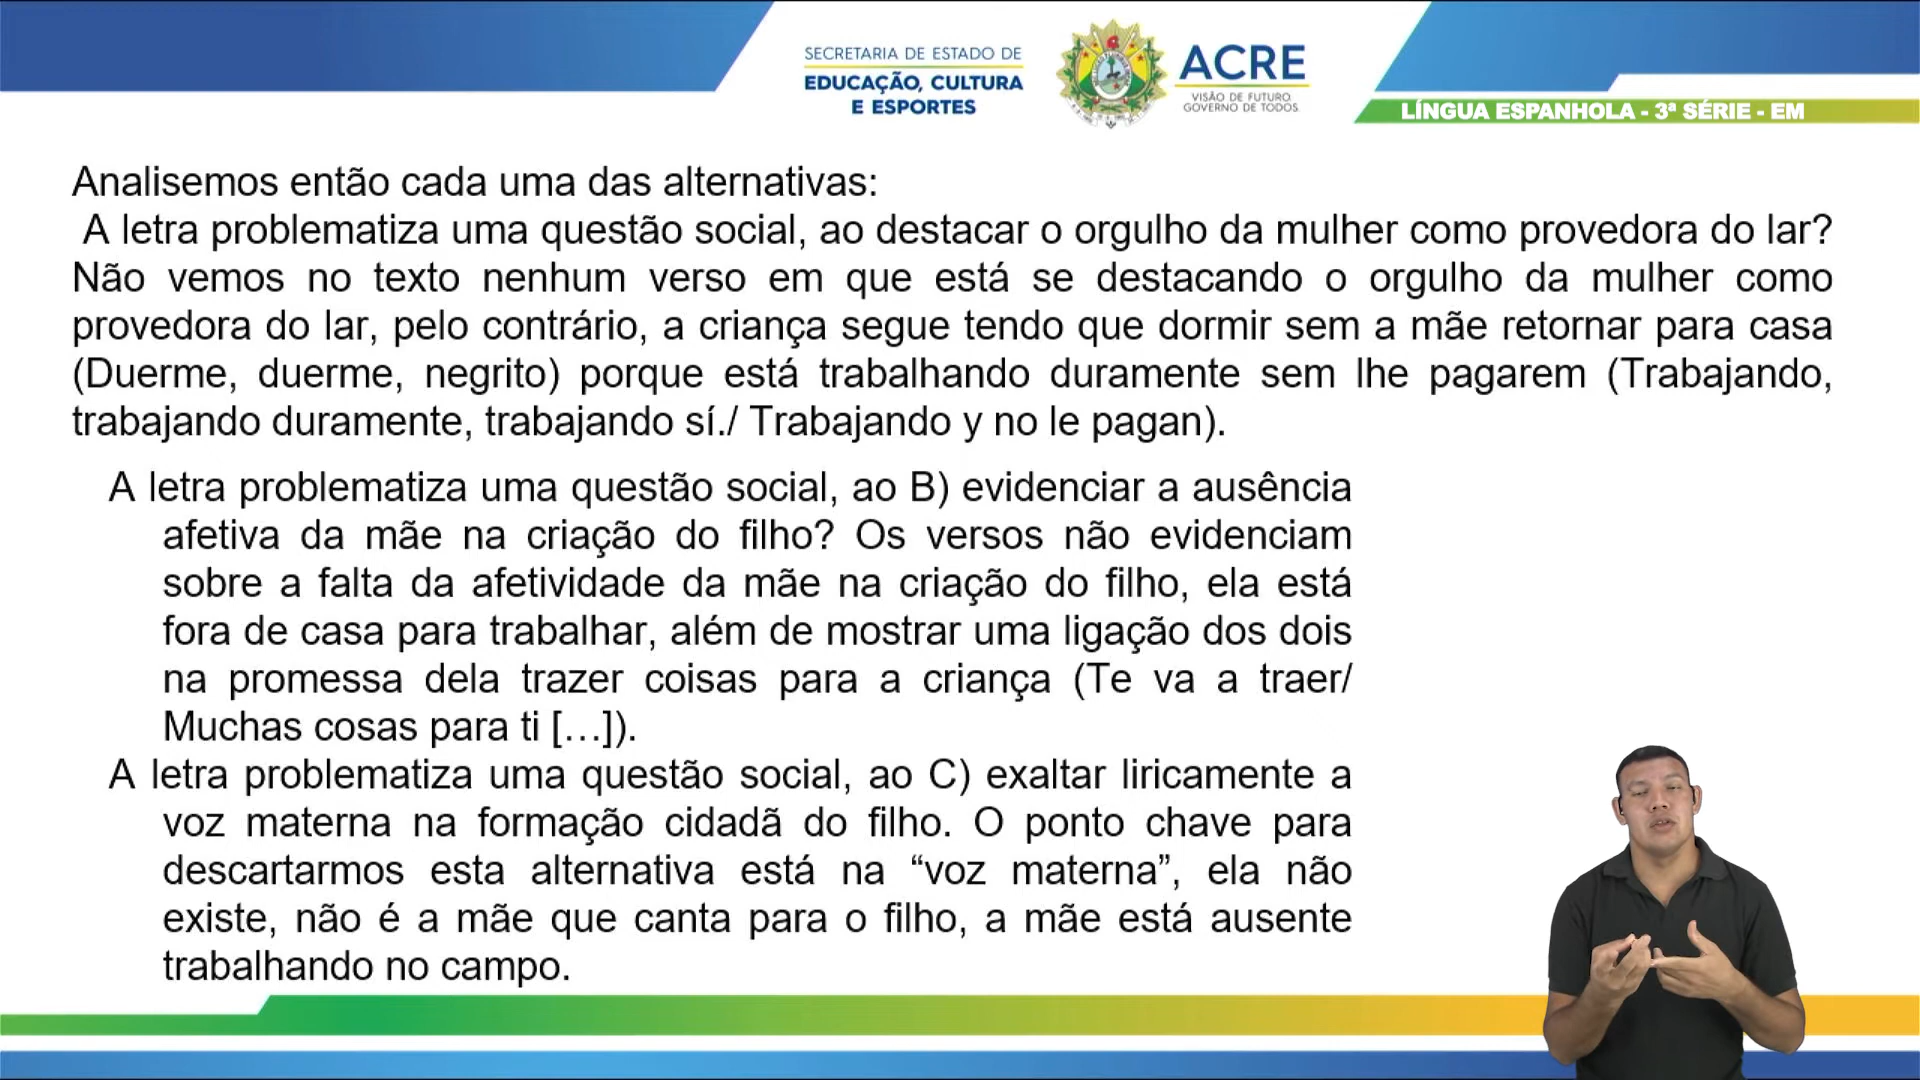 SECRETARIA DE ESTADO DE
EDUCAÇÃO, CULTURA
E ESPORTES
ACRE
VISÃO DE FUTURO.
GOVERNO DE TODOS.
LÍNGUA ESPANHOLA - 3ª SÉRIE - EM
Analisemos então cada uma das alternativas:
A letra problematiza uma questão social, ao destacar o orgulho da mulher como provedora do lar?
Não vemos no texto nenhum verso em que está se destacando o orgulho da mulher como
provedora do lar, pelo contrário, a criança segue tendo que dormir sem a mãe retornar para casa
(Duerme, duerme, negrito) porque está trabalhando duramente sem lhe pagarem (Trabajando,
trabajando duramente, trabajando sí./ Trabajando y no le pagan).
A letra problematiza uma questão social, ao B) evidenciar a ausência
afetiva da mãe na criação do filho? Os versos não evidenciam
sobre a falta da afetividade da mãe na criação do filho, ela está
fora de casa para trabalhar, além de mostrar uma ligação dos dois
na promessa dela trazer coisas para a criança (Te va a traer/
Muchas cosas para ti [...]).
A letra problematiza uma questão social, ao C) exaltar liricamente a
voz materna na formação cidadã do filho. O ponto chave para
descartarmos esta alternativa está na “voz materna”, ela não
existe, não é a mãe que canta para o filho, a mãe está ausente
trabalhando no campo.